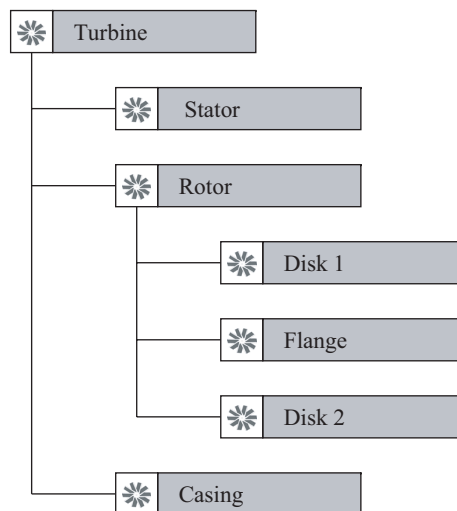 Turbine
Stator
Rotor
Disk 1
Flange
Disk 2
Casing